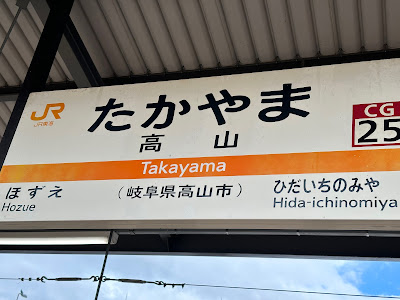 JR
JR東海
たかやま
高山
Takayama
(岐阜県高山市)
CG
25
ほずえ
Hozue
ひだいちのみや
Hida-ichinomiya